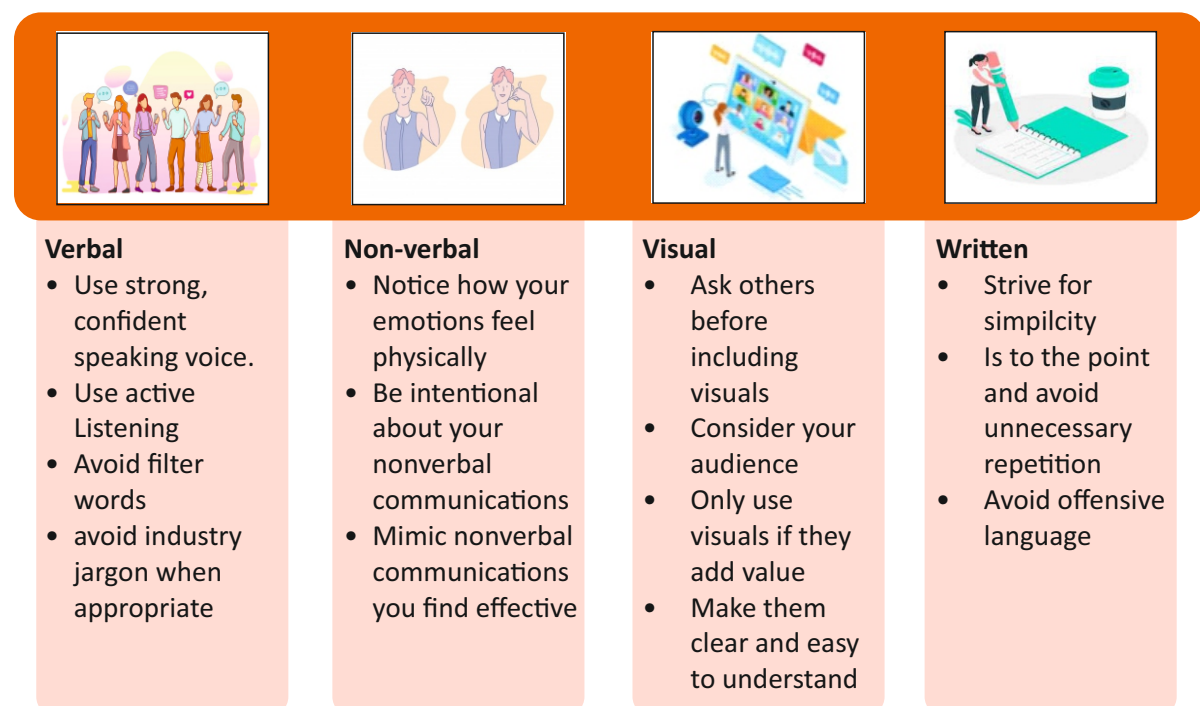 Verbal
• Use strong,
confident
speaking voice.
• Use active
Listening
• Avoid filter
words
• avoid industry
jargon when
appropriate
Non-verbal
• Notice how your
emotions feel
physically
• Be intentional
about your
nonverbal
communications
• Mimic nonverbal
communications
you find effective
Visual
• Ask others
before
including
visuals
• Consider your
audience
• Only use
visuals if they
add value
• Make them
clear and easy
to understand
Written
• Strive for
simpilcity
• Is to the point
and avoid
unnecessary
repetition
• Avoid offensive
language